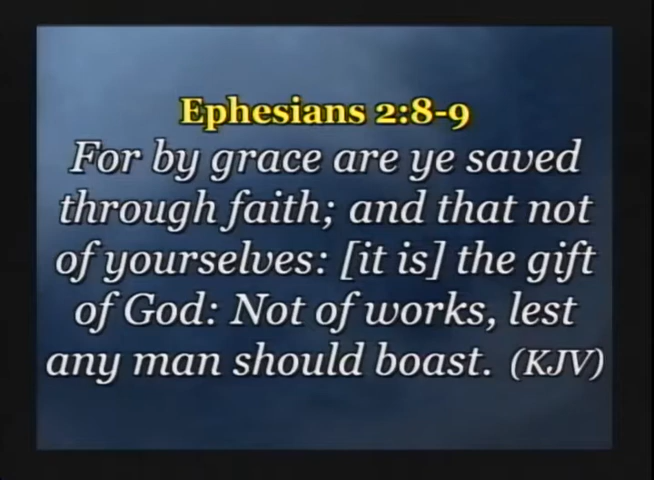 Ephesians 2:8-9
For by grace are ye saved
through faith; and that not
of yourselves: [it is] the gift
of God: Not of works, lest
any man should boast. (KJV)